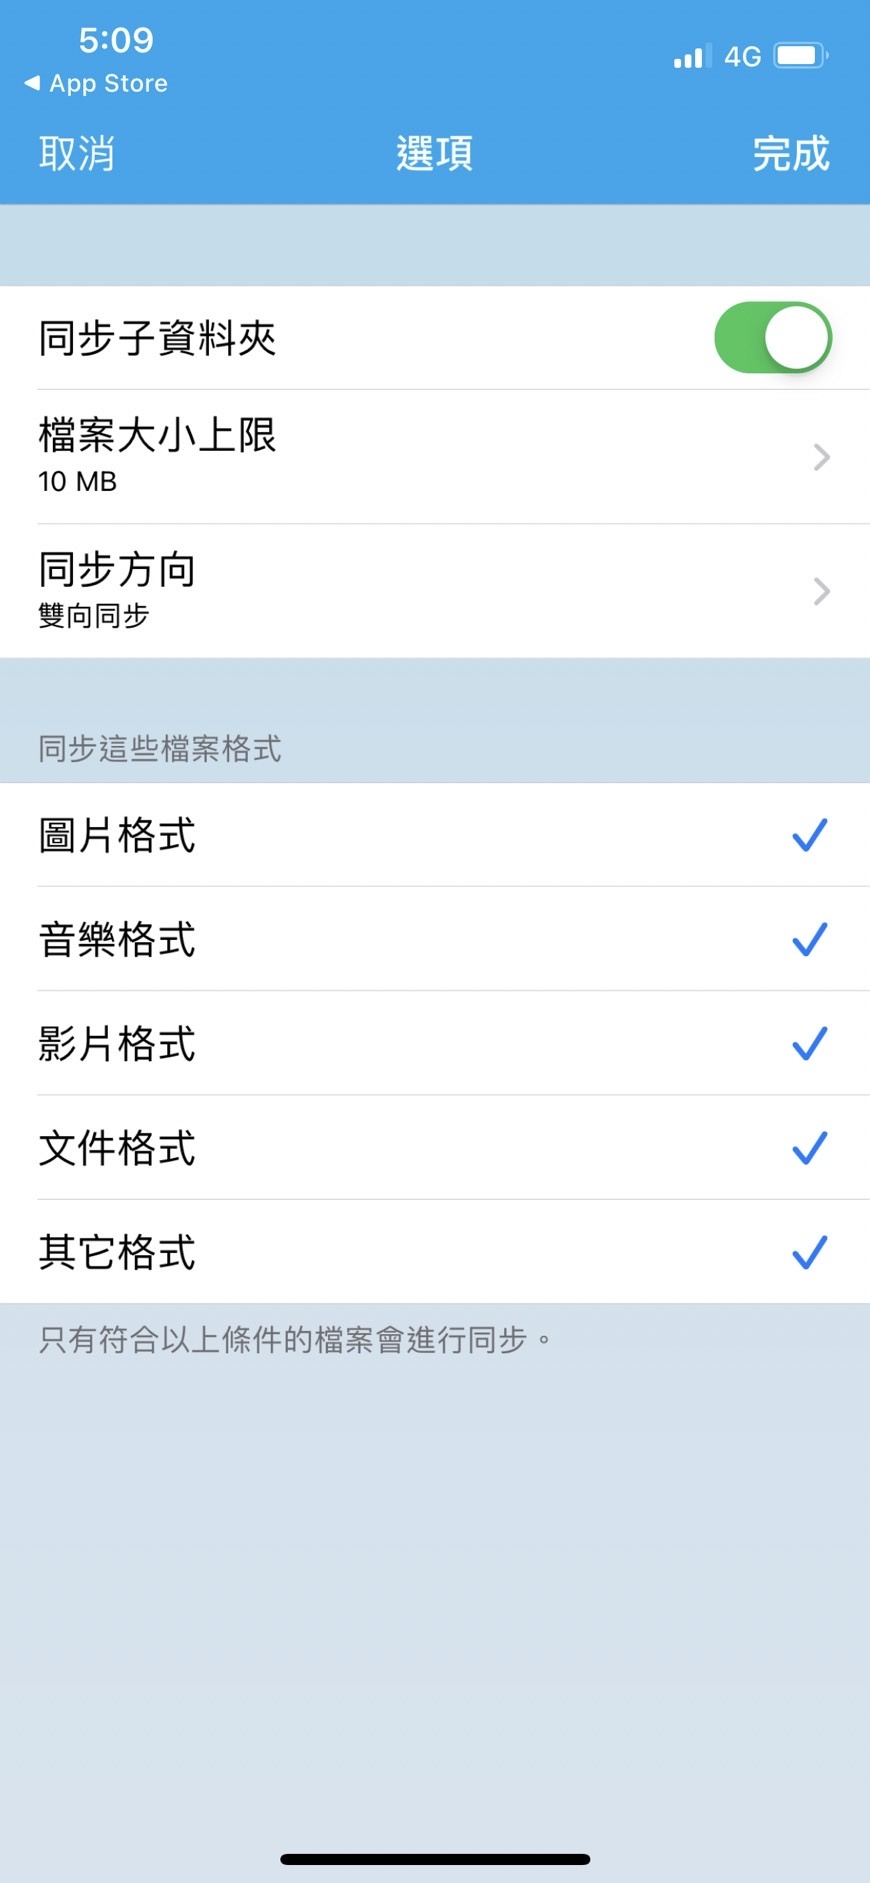 5:09
4G
◀ App Store
取消
選項
完成
同步子資料夾
檔案大小上限
10 MB
同步方向
雙向同步
同步這些檔案格式
圖片格式
音樂格式
影片格式
文件格式
其它格式
只有符合以上條件的檔案會進行同步。